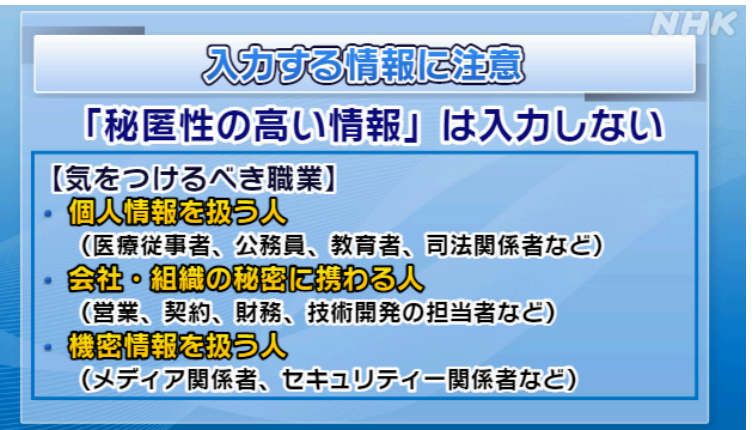 NHK
入力する情報に注意
「秘匿性の高い情報」は入力しない
【気をつけるべき職業】
・個人情報を扱う人
（医療従事者、公務員、教育者、司法関係者など）
・会社・組織の秘密に携わる人
（営業、契約、財務、技術開発の担当者など）
・機密情報を扱う人
（メディア関係者、セキュリティー関係者など）